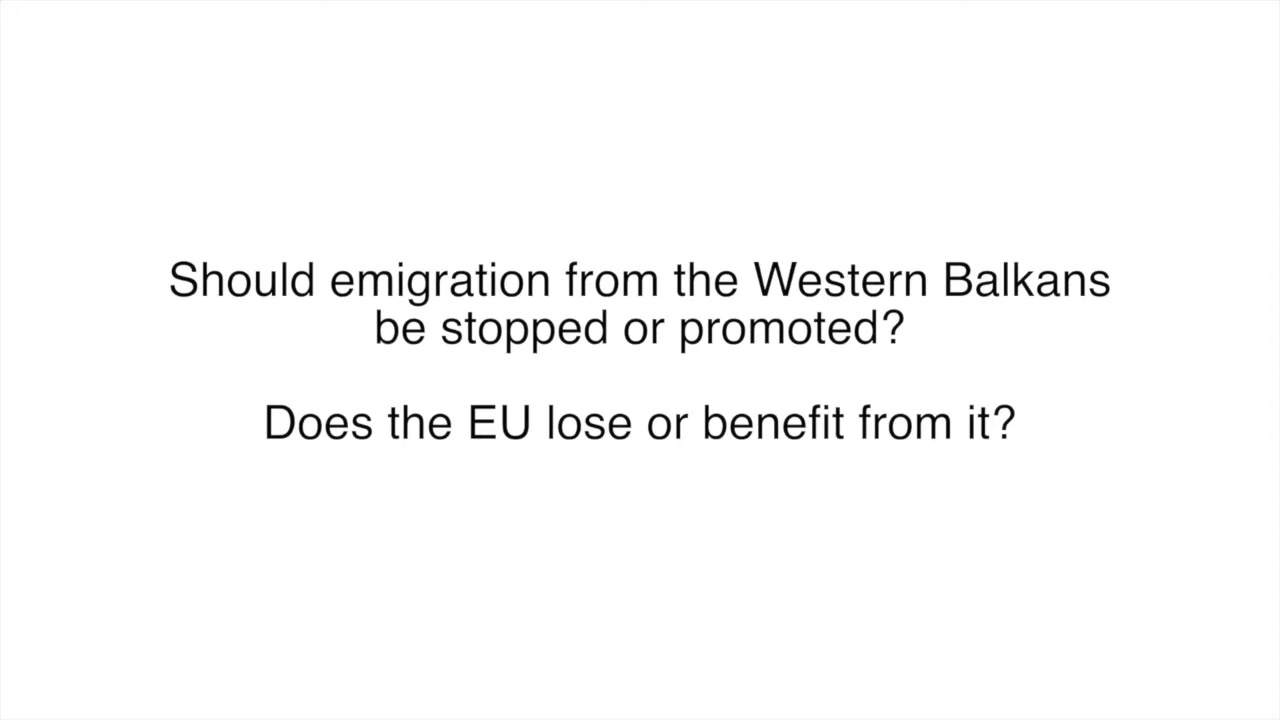 Should emigration from the Western Balkans
be stopped or promoted?
Does the EU lose or benefit from it?